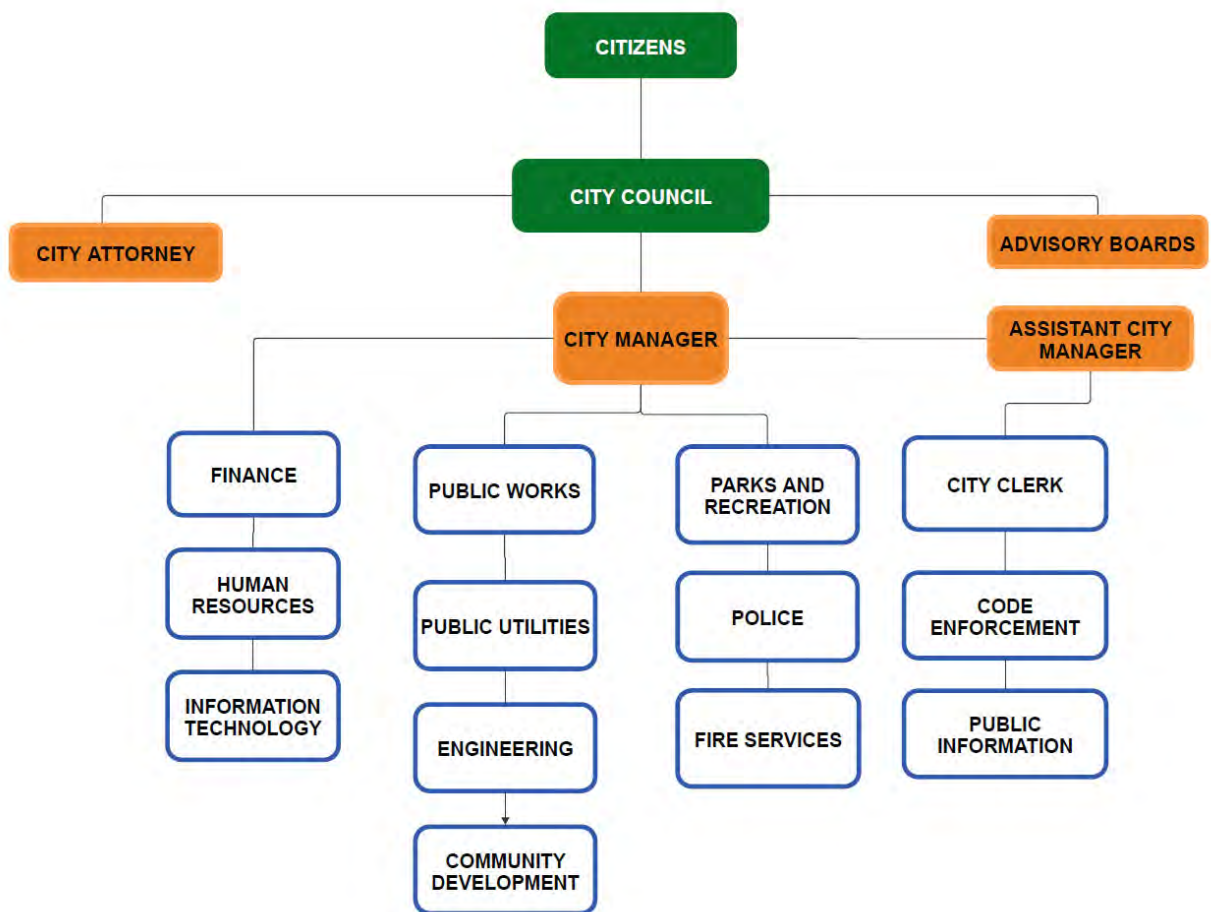 CITIZENS
CITY COUNCIL
CITY ATTORNEY
ADVISORY BOARDS
CITY MANAGER
ASSISTANT CITY
MANAGER
FINANCE
PUBLIC WORKS
PARKS AND
RECREATION
CITY CLERK
HUMAN
RESOURCES
PUBLIC UTILITIES
POLICE
CODE
ENFORCEMENT
INFORMATION
TECHNOLOGY
ENGINEERING
FIRE SERVICES
PUBLIC
INFORMATION
COMMUNITY
DEVELOPMENT